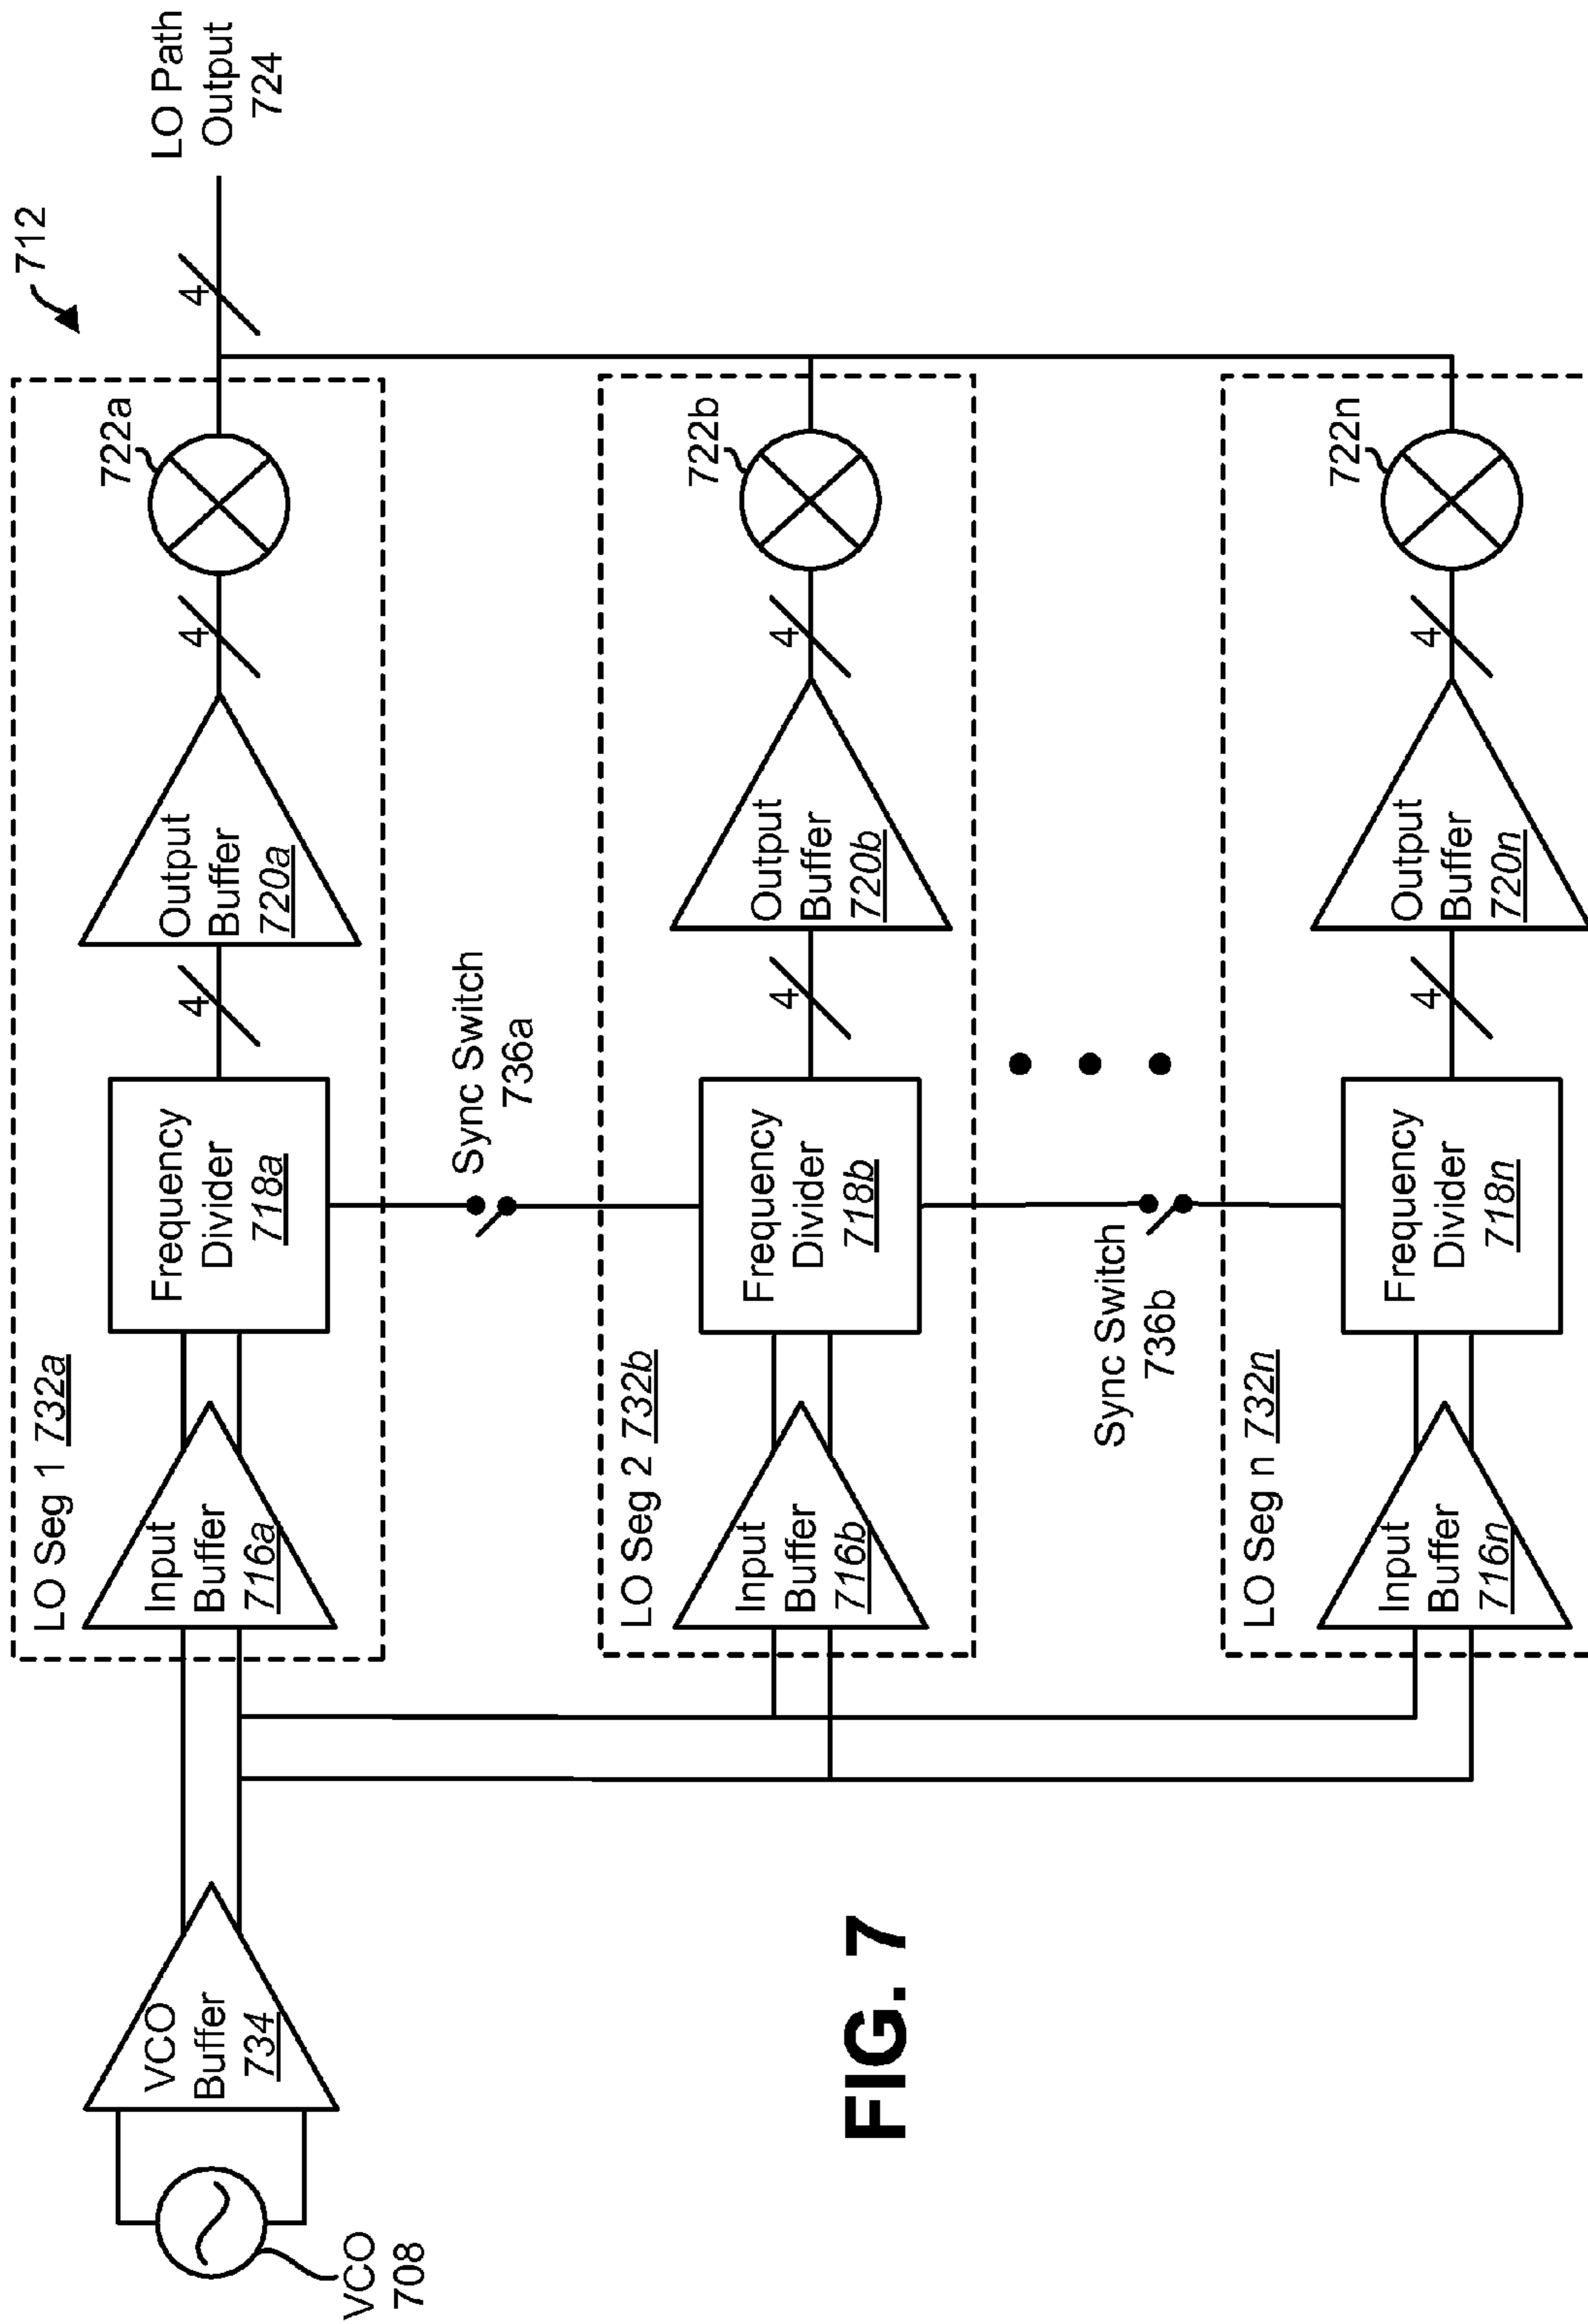 712
VCO
708
VCO
Buffer
734
LO Seg 1 732a
Input
Buffer
716a
Frequency
Divider
718a
4
Output
Buffer
720a
4
722a
4
LO Path
Output
724
Sync Switch
736a
LO Seg 2 732b
Input
Buffer
716b
Frequency
Divider
718b
4
Output
Buffer
720b
4
722b
Sync Switch
736b
LO Seg n 732n
Input
Buffer
716n
Frequency
Divider
718n
4
Output
Buffer
720n
4
722n
FIG. 7